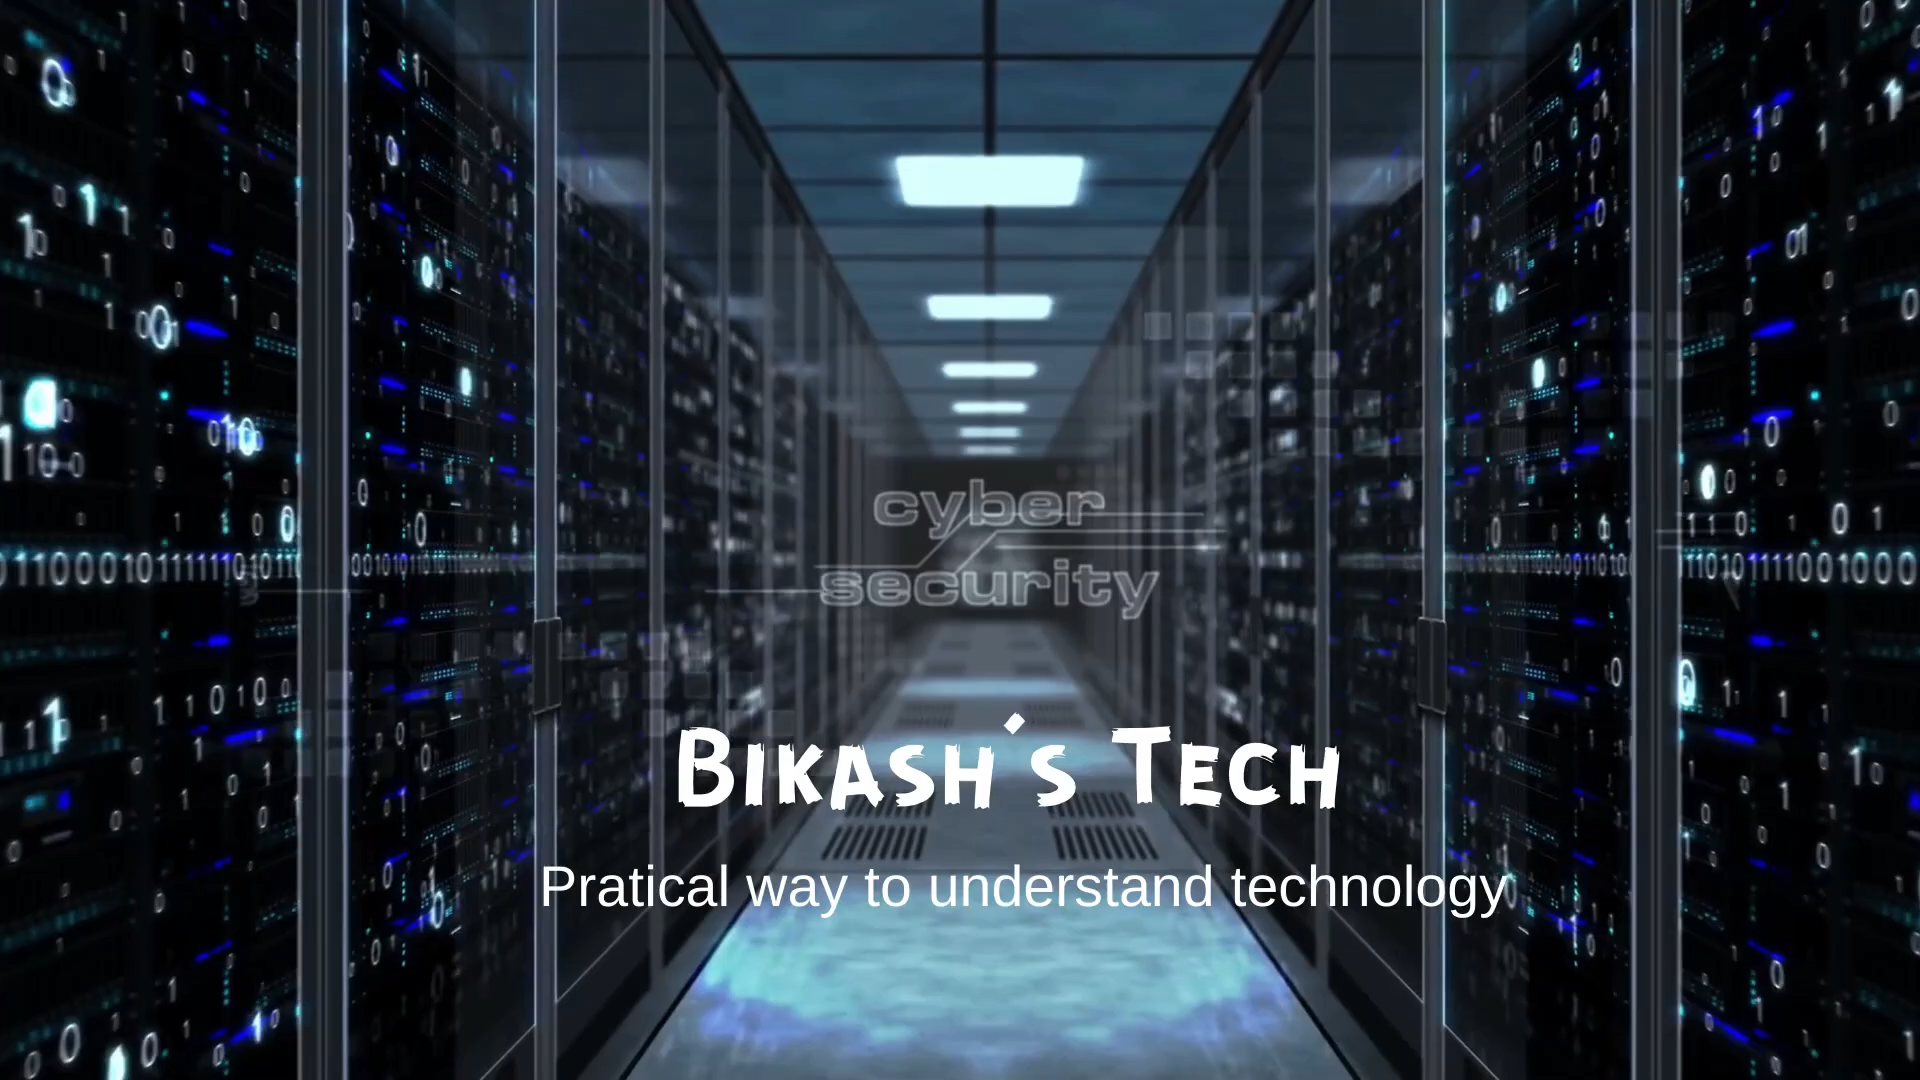 cyber
security
Bikash's Tech
Pratical way to understand technology